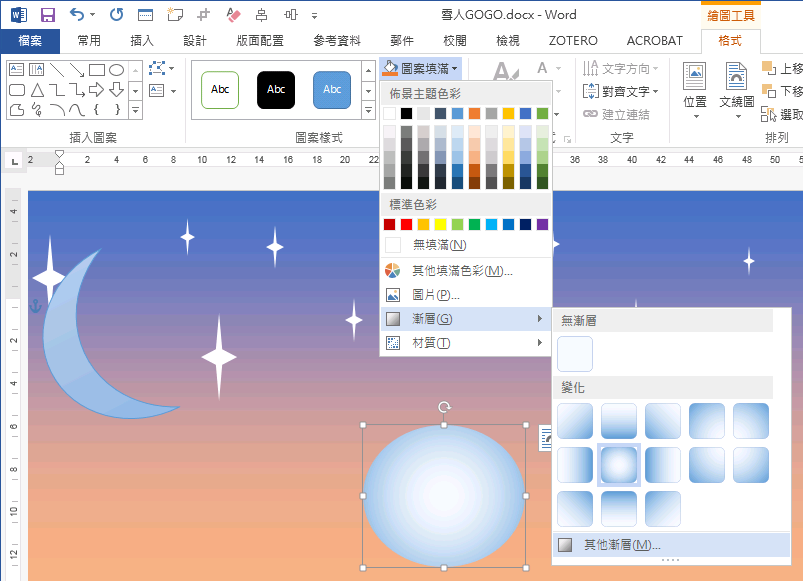 雪人GOGO.docx - Word
繪圖工具
檔案 常用 插入 設計 版面配置 參考資料 郵件 校閱 檢視 ZOTERO ACROBAT 格式
圖案填滿
文字方向
對齊文字
建立連結
Abc Abc Abc
位置 文繞圖
上移
下移
選取
插入圖案 圖案樣式 文字 排列
2 2 4 6 8 10 12 14 16 18 20 22 36 38 40 42 44 46 48 50 52
4
2
2
4
6
8
10
12
佈景主題色彩
標準色彩
無填滿(N)
其他填滿色彩(M)...
圖片(P)...
漸層(G)
材質(T)
無漸層
變化
其他漸層(M)...